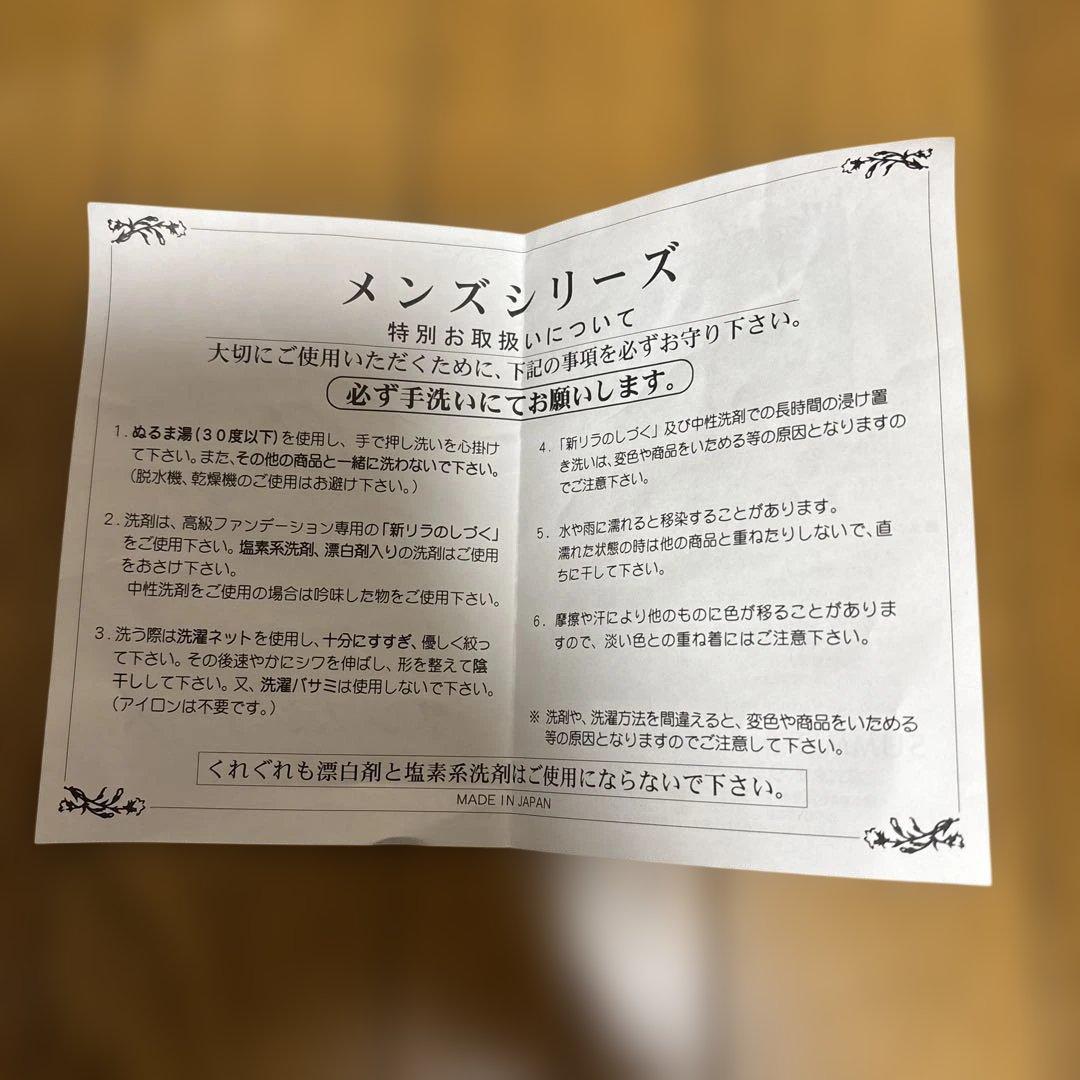 メンズシリーズ
特別お取扱いについて
大切にご使用いただくために、下記の事項を必ずお守り下さい。
必ず手洗いにてお願いします。
1. ぬるま湯(30度以下)を使用し、手で押し洗いを心掛け
て下さい。また、その他の商品と一緒に洗わないで下さい。
(脱水機、乾燥機のご使用はお避け下さい。)
2. 洗剤は、高級ファンデーション専用の「新リラのしづく」
をご使用下さい。塩素系洗剤、漂白剤入りの洗剤はご使用
をおさけ下さい。
中性洗剤をご使用の場合は吟味した物をご使用下さい。
3. 洗う際は洗濯ネットを使用し、十分にすすぎ、優しく絞っ
て下さい。その後速やかにシワを伸ばし、形を整えて陰
干しして下さい。又、洗濯バサミは使用しないで下さい。
(アイロンは不要です。)
4. 「新リラのしづく」及び中性洗剤での長時間の浸け置
き洗いは、変色や商品をいためる等の原因となりますの
でご注意下さい。
5. 水や雨に濡れると移染することがあります。
濡れた状態の時は他の商品と重ねたりしないで、直
ちに干して下さい。
6. 摩擦や汗により他のものに色が移ることがありま
すので、淡い色との重ね着にはご注意下さい。
※ 洗剤や、洗濯方法を間違えると、変色や商品をいためる
等の原因となりますのでご注意して下さい。
くれぐれも漂白剤と塩素系洗剤はご使用にならないで下さい。
MADE IN JAPAN